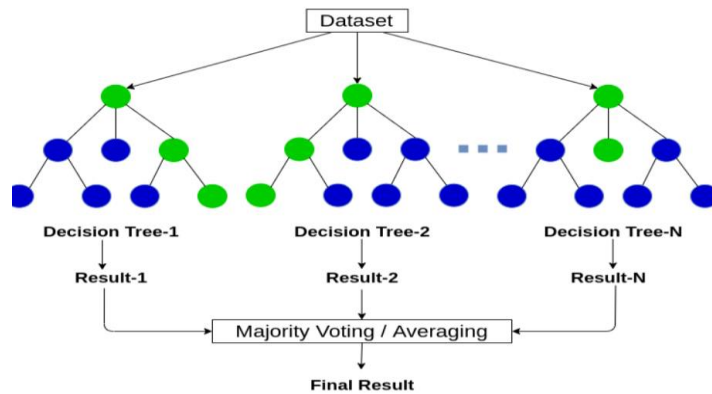 Dataset
Decision Tree-1
Decision Tree-2
Decision Tree-N
Result-1
Result-2
Result-N
Majority Voting / Averaging
Final Result